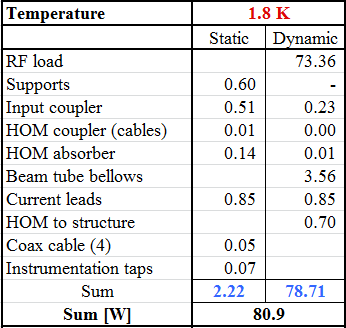 Temperature 1.8 K
Static Dynamic
RF load 73.36
Supports 0.60 -
Input coupler 0.51 0.23
HOM coupler (cables) 0.01 0.00
HOM absorber 0.14 0.01
Beam tube bellows 3.56
Current leads 0.85 0.85
HOM to structure 0.70
Coax cable (4) 0.05
Instrumentation taps 0.07
Sum 2.22 78.71
Sum [W] 80.9